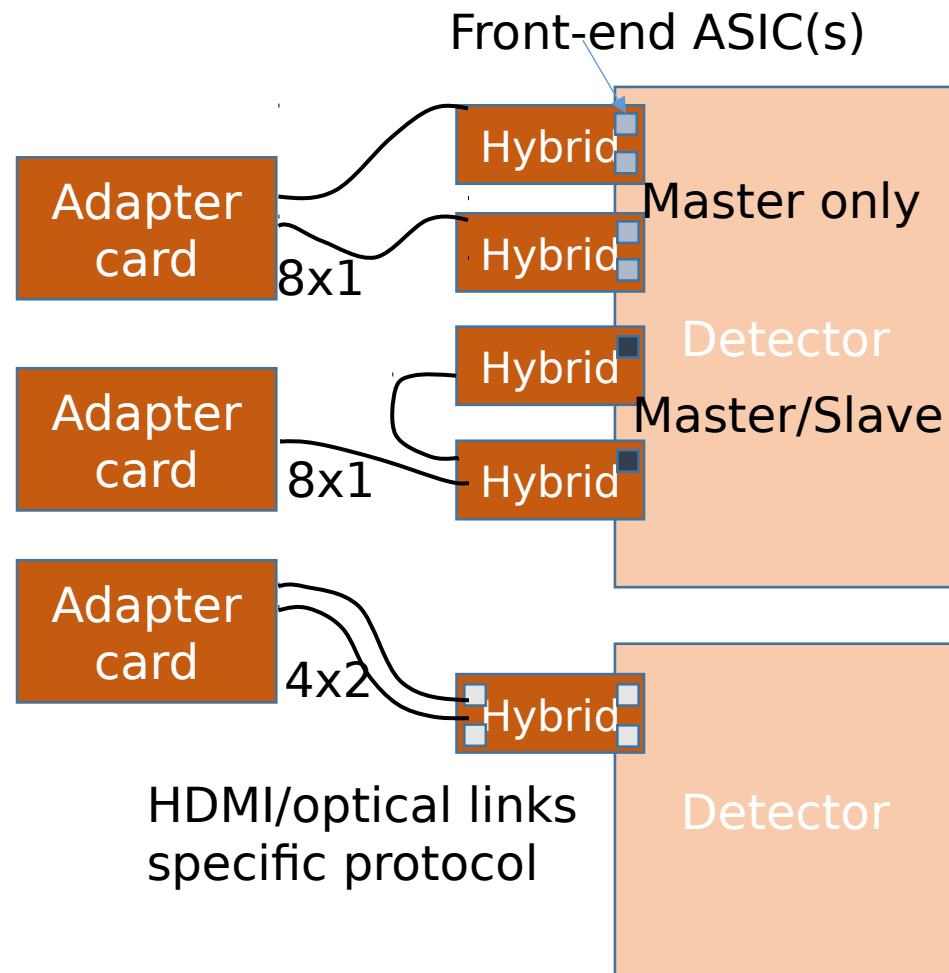 Front-end ASIC(s)
Hybrid
Adapter
card
Master only
Hybrid
8x1
Detector
Hybrid
Adapter
card
Master/Slave
Hybrid
8x1
Adapter
card
4x2
Hybrid
HDMI/optical links
specific protocol
Detector